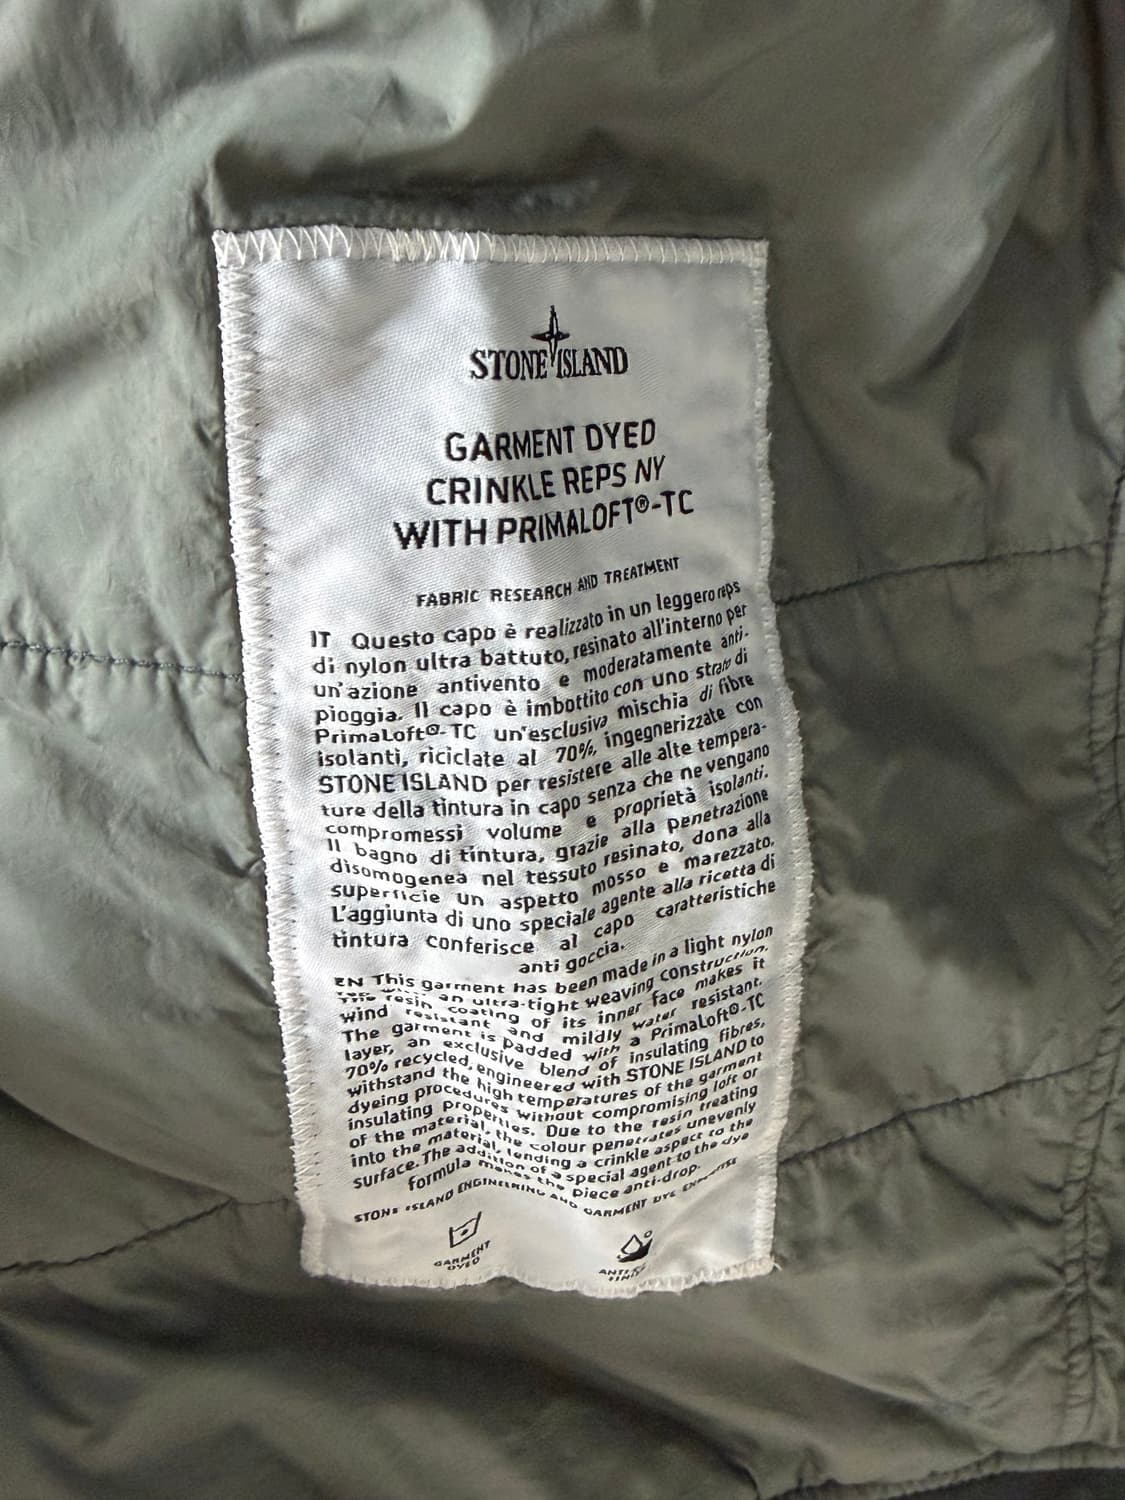 STONE ISLAND
GARMENT DYED
CRINKLE REPS NY
WITH PRIMALOFT®-TC
FABRIC RESEARCH AND TREATMENT
IT Questo capo è realizzato in un leggero reps
di nylon ultra battuto, resinato all'interno per
un'azione antivento e moderatamente anti-
pioggia. Il capo è imbottito con uno strato di
PrimaLoft®-TC un'esclusiva mischia di fibre
isolanti, riciclate al 70%, ingegnerizzate con
STONE ISLAND per resistere alle alte tempera-
ture della tintura in capo senza che ne vengano
compromessi volume e proprietà isolanti.
Il bagno di tintura, grazie alla penetrazione
disomogenea nel tessuto resinato, dona alla
superficie un aspetto mosso e marezzato.
L'aggiunta di uno speciale agente alla ricetta di
tintura conferisce al capo caratteristiche
anti goccia.
EN This garment has been made in a light nylon
an ultra-tight weaving construction.
resin coating of its inner face makes it
wind resistant and mildly water resistant.
The garment is padded with a PrimaLoft®-TC
layer, an exclusive blend of insulating fibres,
70% recycled, engineered with STONE ISLAND to
withstand the high temperatures of the garment
dyeing procedures without compromising loft or
insulating properties. Due to the resin treating
of the material, the colour penetrates unevenly
into the material, lending a crinkle aspect to the
surface. The addition of a special agent to the dye
formula makes the piece anti-drop.
STONE ISLAND ENGINEERING AND GARMENT DYE EXPERTISE
GARMENT
DYED
ANTI